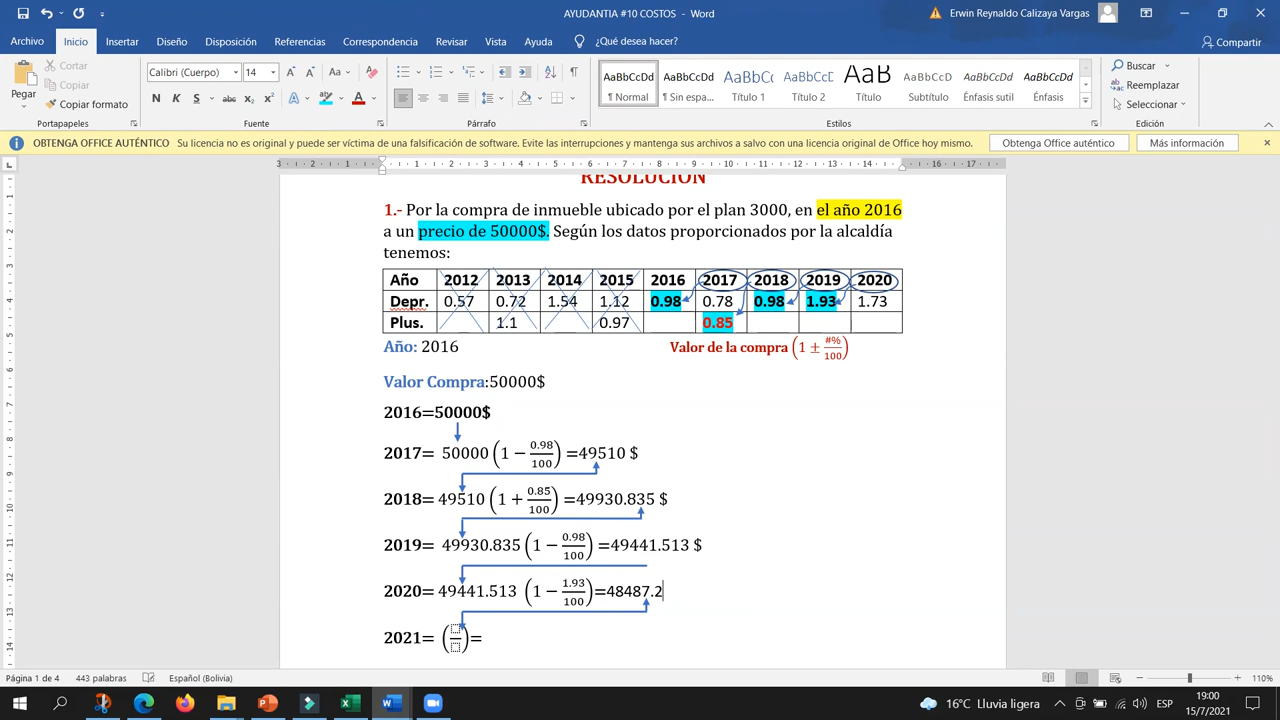 AYUDANTIA #10 COSTOS - Word
Erwin Reynaldo Calizaya Vargas
Archivo Inicio Insertar Diseño Disposición Referencias Correspondencia Revisar Vista Ayuda ¿Qué desea hacer? Compartir
Pegar
Cortar
Copiar
Copiar formato
Portapapeles
Calibri (Cuerpo) 14
Fuente
Párrafo
AaBbCcDd ¶ Normal
AaBbCcDd ¶ Sin espa...
AaBbCc Título 1
AaBbCcC Título 2
AaB Título
AaBbCcD Subtítulo
AaBbCcDd Énfasis sutil
AaBbCcDd Énfasis
Estilos
Buscar
Reemplazar
Seleccionar
Edición
OBTENGA OFFICE AUTÉNTICO Su licencia no es original y puede ser víctima de una falsificación de software. Evite las interrupciones y mantenga sus archivos a salvo con una licencia original de Office hoy mismo. Obtenga Office auténtico Más información
RESOLUCION
1.- Por la compra de inmueble ubicado por el plan 3000, en el año 2016
a un precio de 50000$. Según los datos proporcionados por la alcaldía
tenemos:
Año 2012 2013 2014 2015 2016 2017 2018 2019 2020
Depr. 0.57 0.72 1.54 1.12 0.98 0.78 0.98 1.93 1.73
Plus. 1.1 0.97 0.85
Año: 2016
Valor de la compra (1 ± #%/100)
Valor Compra:50000$
2016=50000$
2017= 50000 (1 − 0.98/100) =49510 $
2018= 49510 (1 + 0.85/100) =49930.835 $
2019= 49930.835 (1 − 0.98/100) =49441.513 $
2020= 49441.513 (1 − 1.93/100)=48487.2
2021= ( )=
Página 1 de 4 443 palabras Español (Bolivia) 110%
16°C Lluvia ligera ESP 19:00
15/7/2021